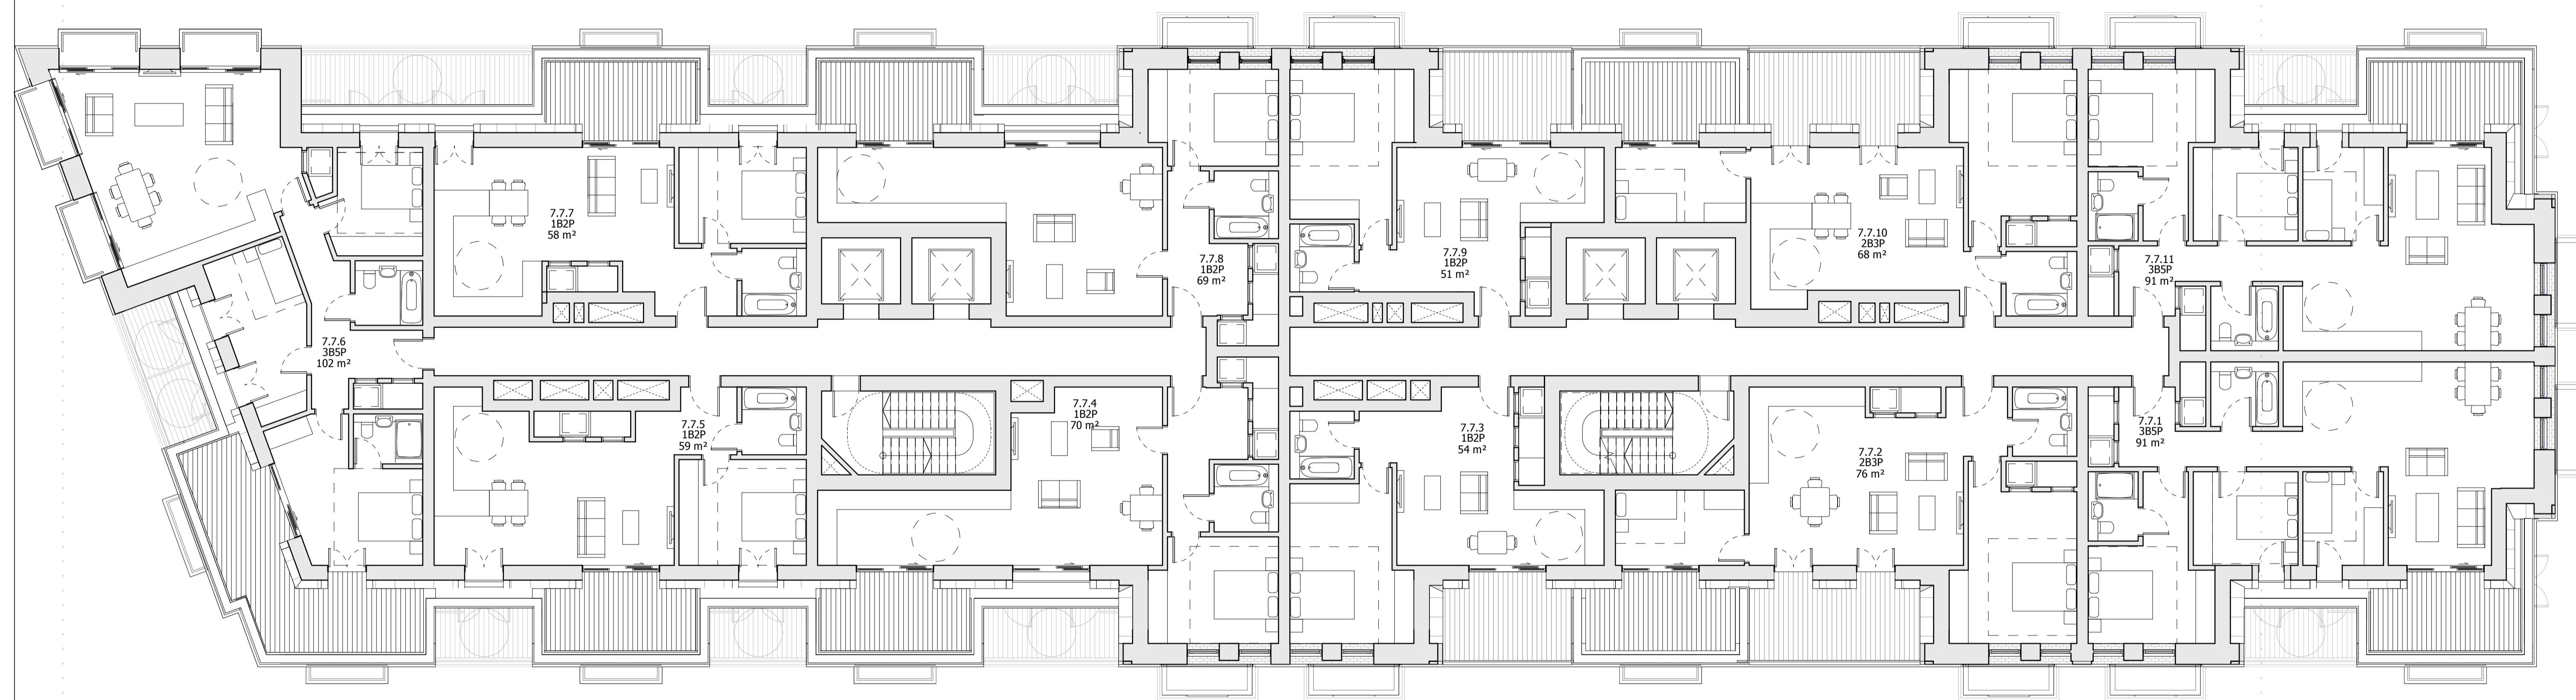 7.7.7
1B2P
58 m²
7.7.8
1B2P
69 m²
7.7.9
1B2P
51 m²
7.7.10
2B3P
68 m²
7.7.11
3B5P
91 m²
7.7.6
3B5P
102 m²
7.7.5
1B2P
59 m²
7.7.4
1B2P
70 m²
7.7.3
1B2P
54 m²
7.7.2
2B3P
76 m²
7.7.1
3B5P
91 m²